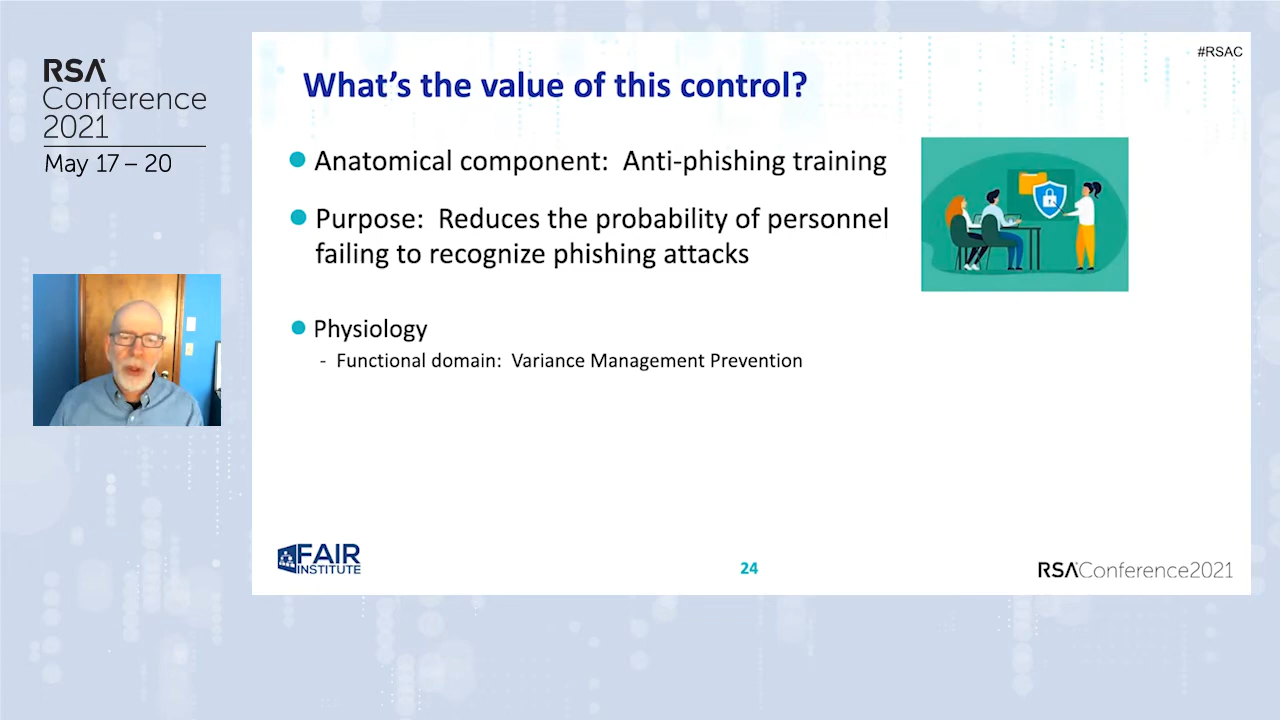 RSA
Conference
2021
May 17 – 20
#RSAC
What's the value of this control?
Anatomical component: Anti-phishing training
Purpose: Reduces the probability of personnel
failing to recognize phishing attacks
Physiology
- Functional domain: Variance Management Prevention
FAIR
INSTITUTE
24
RSAConference2021